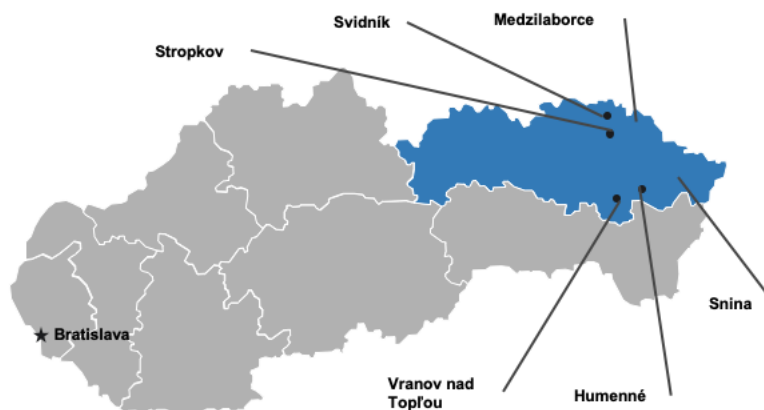 Svidník
Medzilaborce
Stropkov
Snina
Bratislava
Vranov nad
Topľou
Humenné